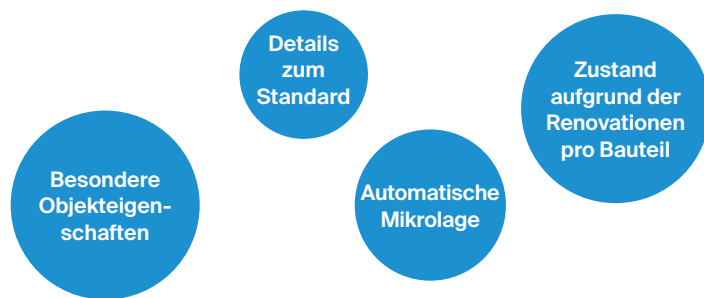 Details
zum
Standard
Zustand
aufgrund der
Renovationen
pro Bauteil
Besondere
Objekteigen-
schaften
Automatische
Mikrolage